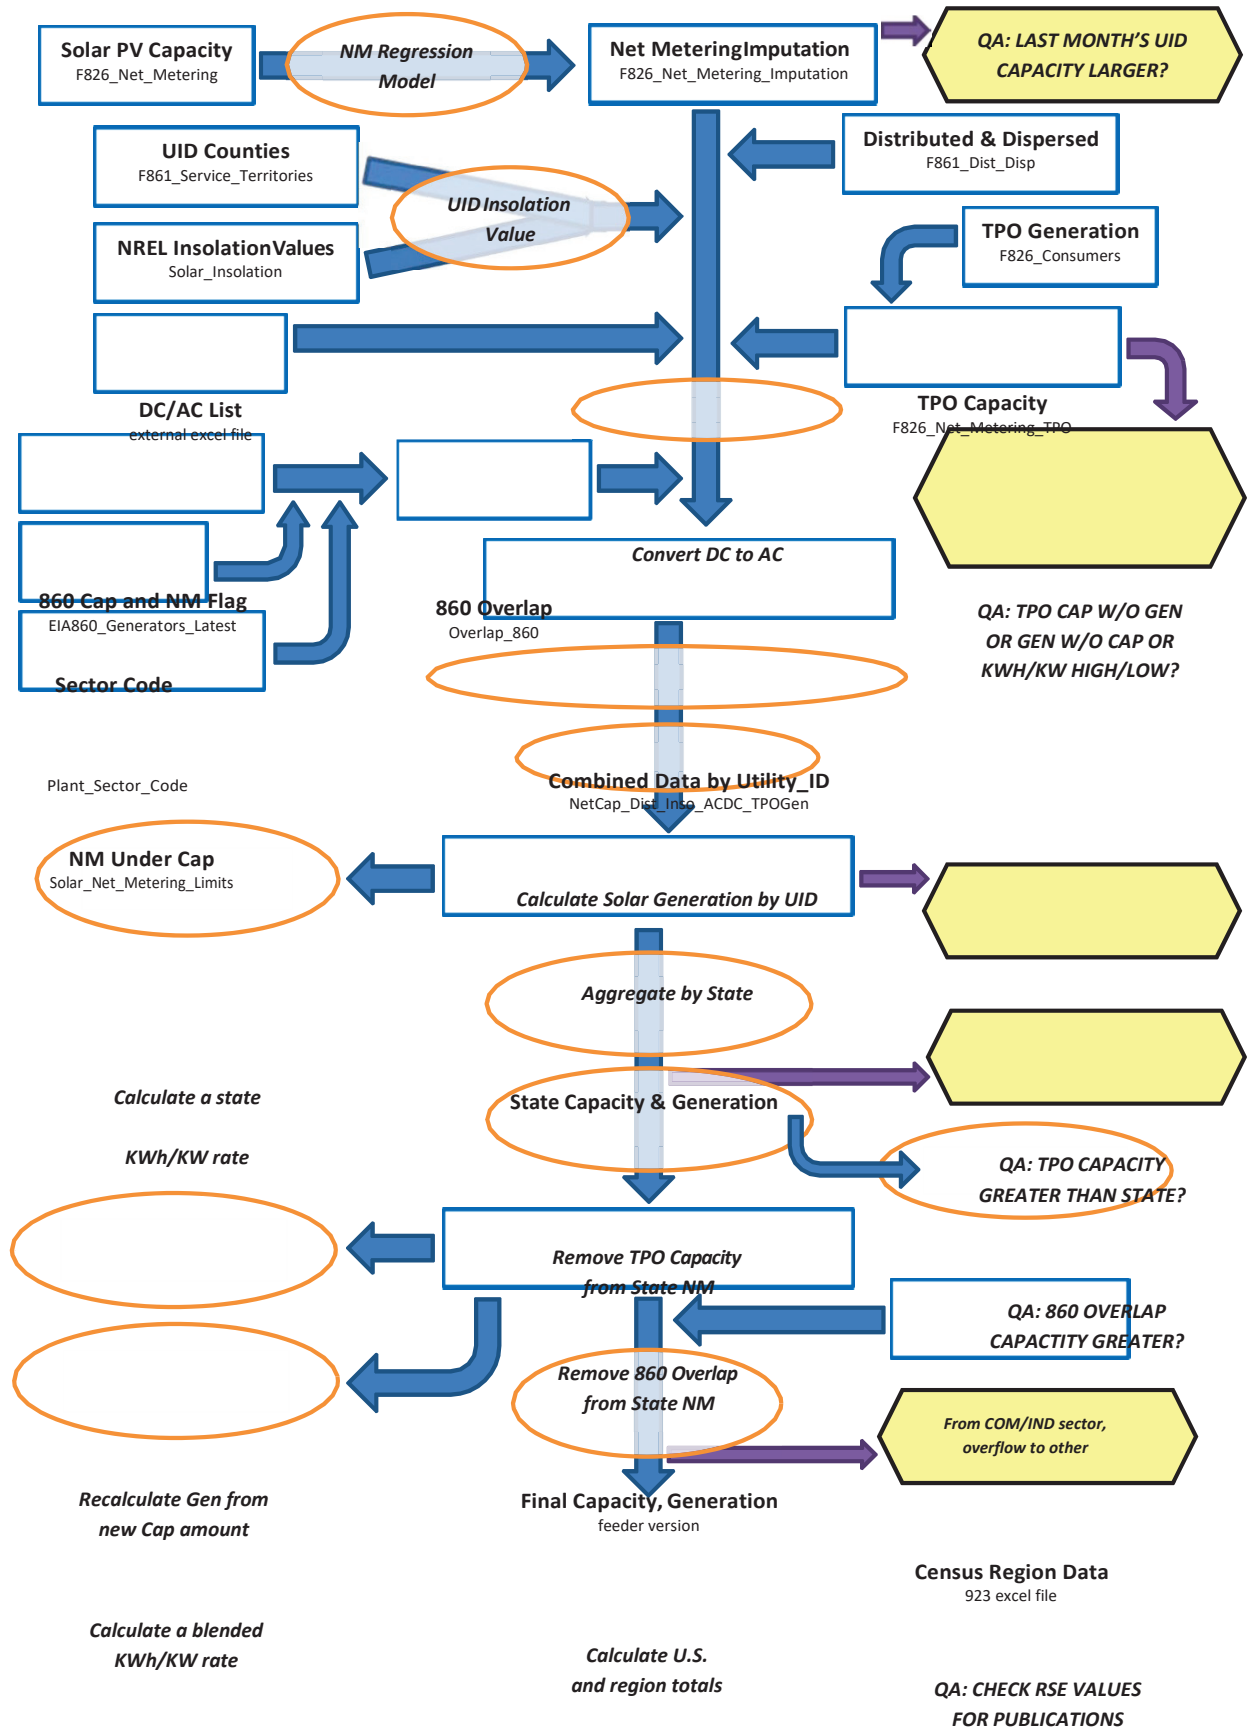 Solar PV Capacity
F826_Net_Metering
NM Regression
Model
Net MeteringImputation
F826_Net_Metering_Imputation
QA: LAST MONTH'S UID
CAPACITY LARGER?
UID Counties
F861_Service_Territories
Distributed & Dispersed
F861_Dist_Disp
UID Insolation
Value
NREL InsolationValues
Solar_Insolation
TPO Generation
F826_Consumers
DC/AC List
external excel file
TPO Capacity
F826_Net_Metering_TPO
Convert DC to AC
860 Cap and NM Flag
EIA860_Generators_Latest
860 Overlap
Overlap_860
QA: TPO CAP W/O GEN
OR GEN W/O CAP OR
KWH/KW HIGH/LOW?
Sector Code
Plant_Sector_Code
Combined Data by Utility_ID
NetCap_Dist_Inso_ACDC_TPOGen
NM Under Cap
Solar_Net_Metering_Limits
Calculate Solar Generation by UID
Aggregate by State
Calculate a state
KWh/KW rate
State Capacity & Generation
QA: TPO CAPACITY
GREATER THAN STATE?
Remove TPO Capacity
from State NM
QA: 860 OVERLAP
CAPACTITY GREATER?
Remove 860 Overlap
from State NM
From COM/IND sector,
overflow to other
Recalculate Gen from
new Cap amount
Final Capacity, Generation
feeder version
Census Region Data
923 excel file
Calculate a blended
KWh/KW rate
Calculate U.S.
and region totals
QA: CHECK RSE VALUES
FOR PUBLICATIONS